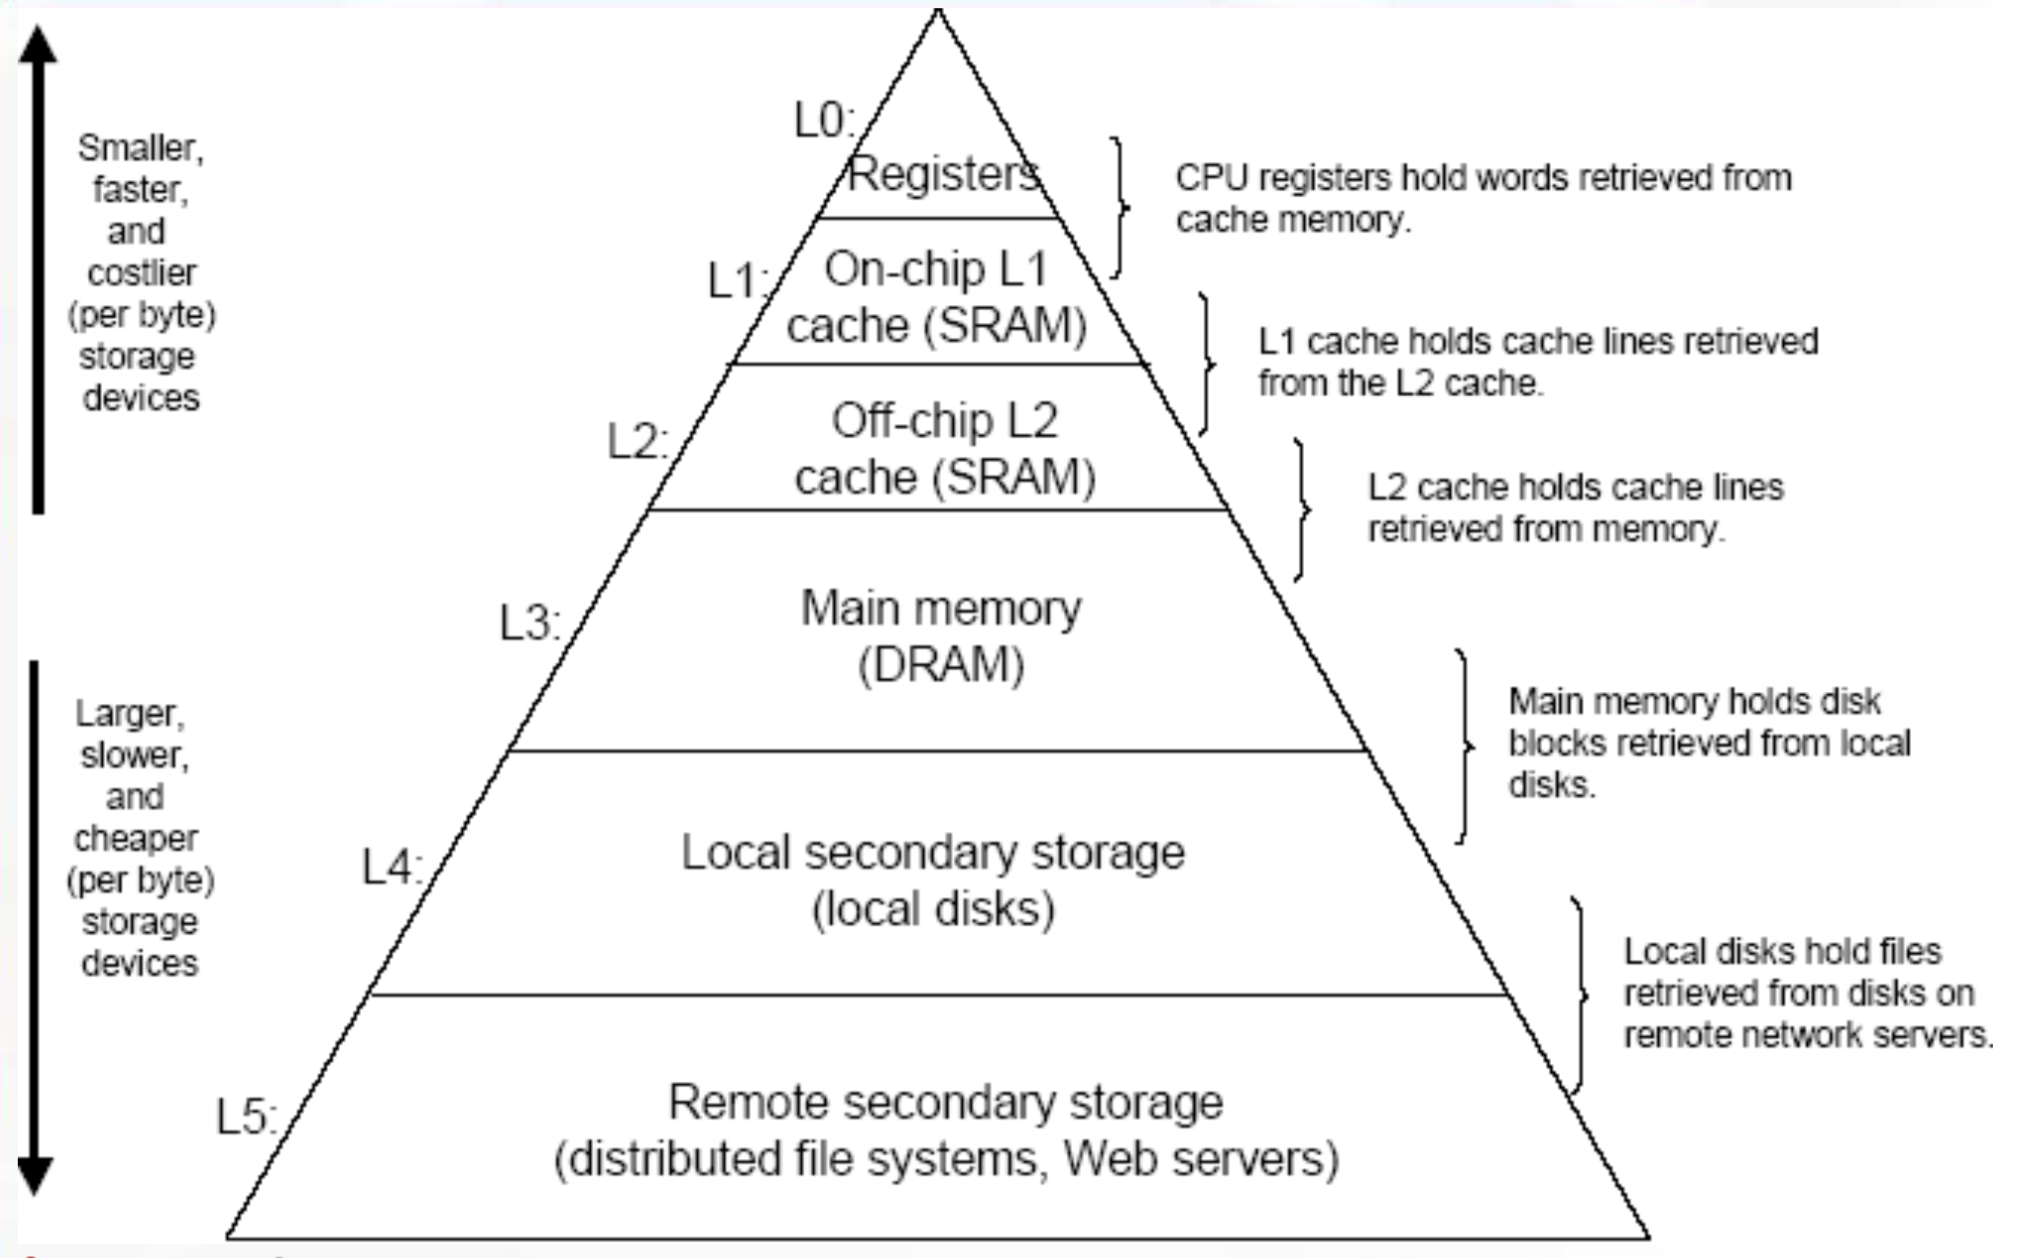 Smaller,
faster,
and
costlier
(per byte)
storage
devices
Larger,
slower,
and
cheaper
(per byte)
storage
devices
L0:
Registers
CPU registers hold words retrieved from
cache memory.
L1:
On-chip L1
cache (SRAM)
L1 cache holds cache lines retrieved
from the L2 cache.
L2:
Off-chip L2
cache (SRAM)
L2 cache holds cache lines
retrieved from memory.
L3:
Main memory
(DRAM)
Main memory holds disk
blocks retrieved from local
disks.
L4:
Local secondary storage
(local disks)
Local disks hold files
retrieved from disks on
remote network servers.
L5:
Remote secondary storage
(distributed file systems, Web servers)